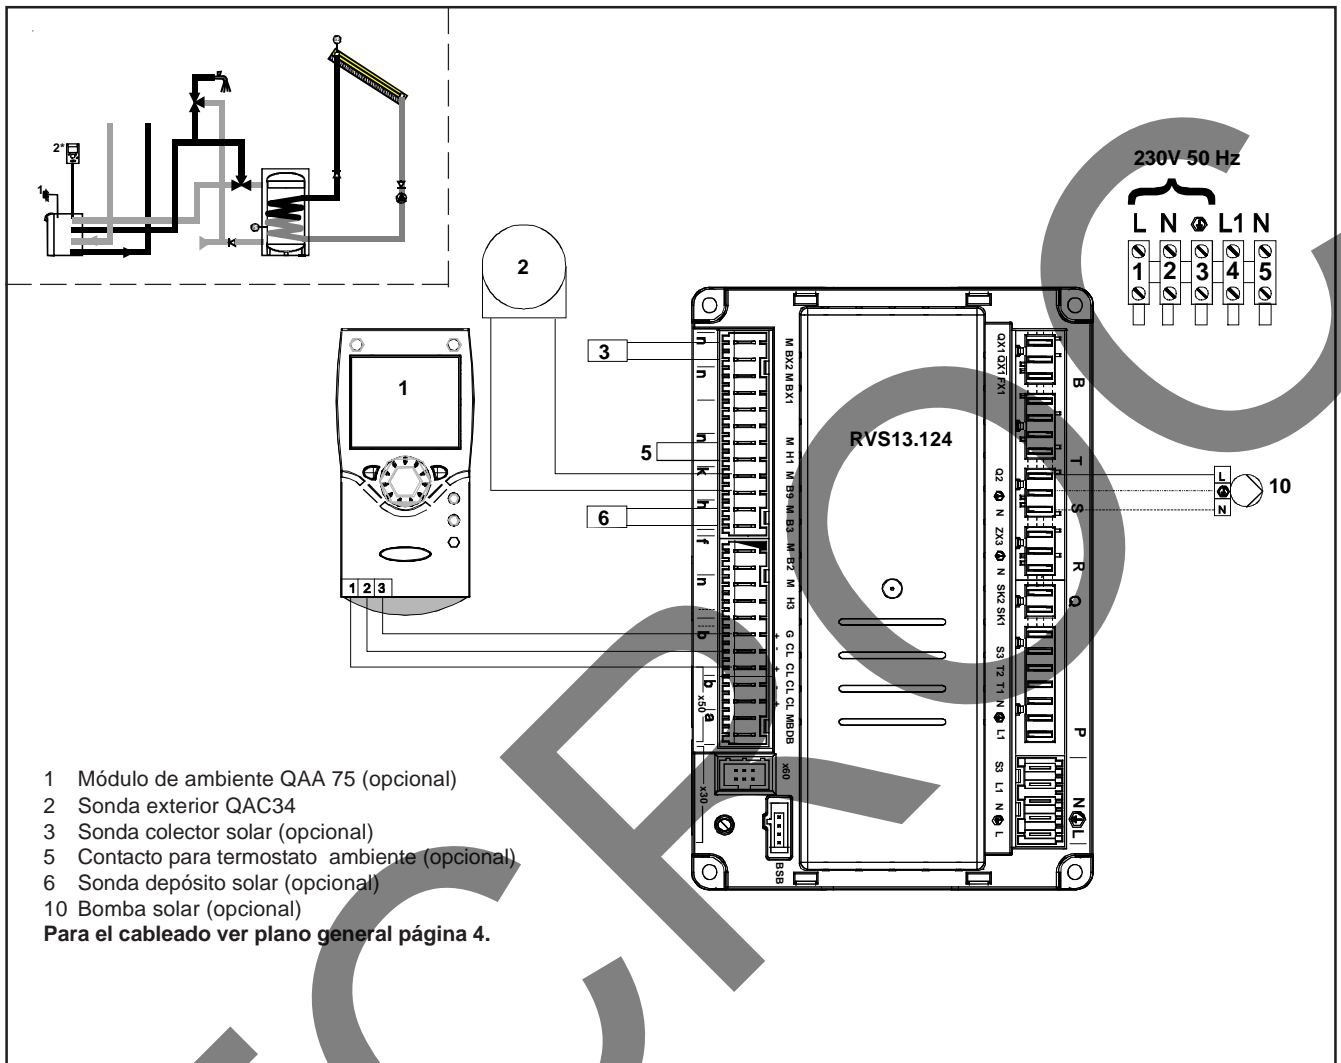 2*
1
230V 50 Hz
L N L1 N
1 2 3 4 5
2
1
1 2 3
3
5
6
RVS13.124
n
n
n
k
h
f
n
b
b
a
x50
x30
x60
BSB
M BX2 M BX1
M H1 M B9 M B3
M B2 M H3
G CL CL CL CL MBDB
+ - + - +
QX1 QX1 FX1
Q2 N
ZX3 N
SK2 SK1
S3 T2 T1 N L1
S3 L1 N L
B
T
S
R
Q
P
N L
L
N
10
1 Módulo de ambiente QAA 75 (opcional)
2 Sonda exterior QAC34
3 Sonda colector solar (opcional)
5 Contacto para termostato ambiente (opcional)
6 Sonda depósito solar (opcional)
10 Bomba solar (opcional)
Para el cableado ver plano general página 4.